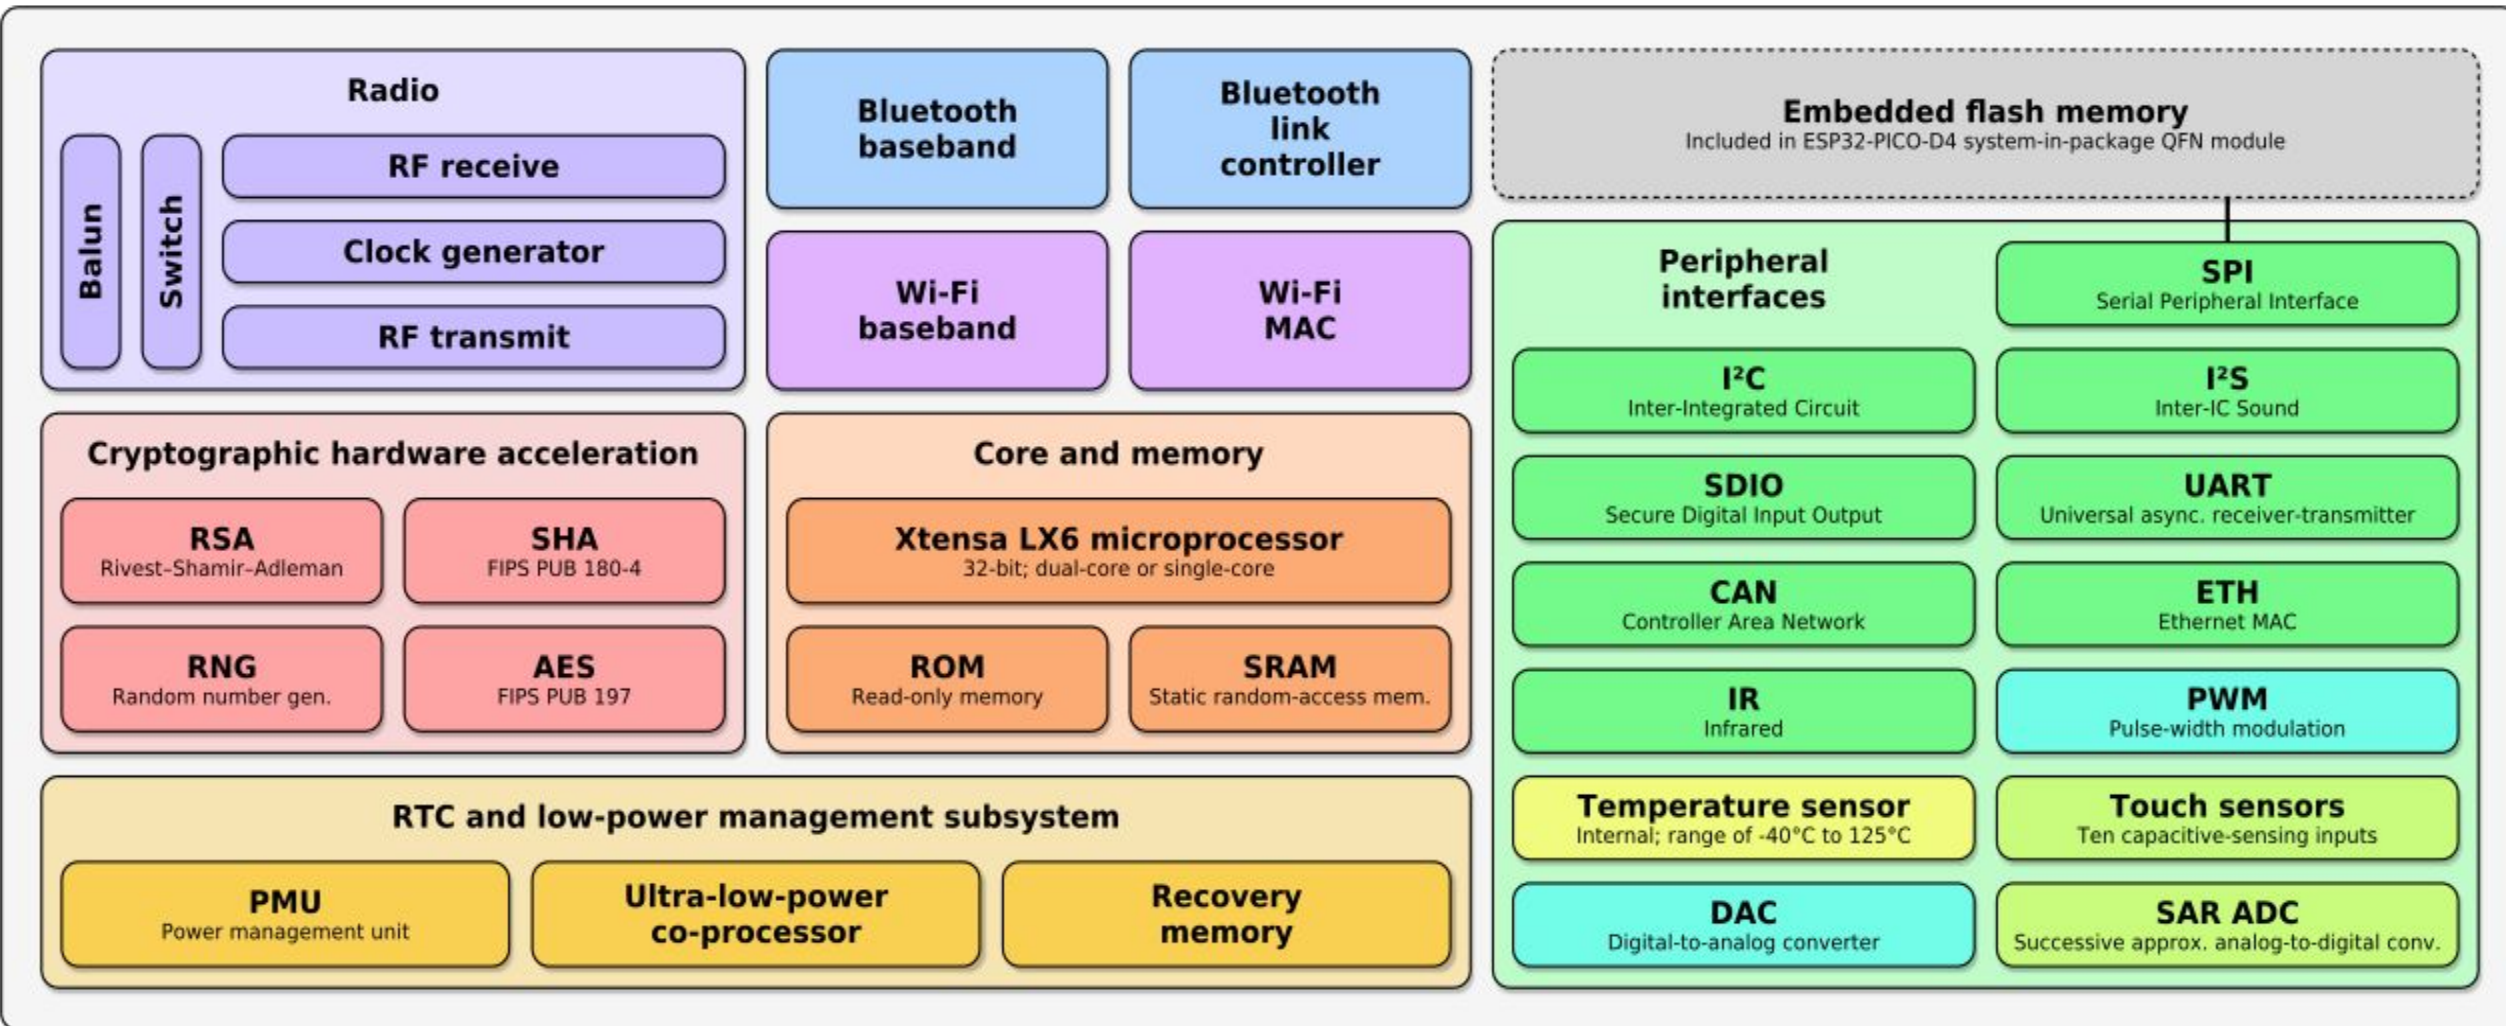 Radio
Balun
Switch
RF receive
Clock generator
RF transmit
Bluetooth
baseband
Bluetooth
link
controller
Wi-Fi
baseband
Wi-Fi
MAC
Cryptographic hardware acceleration
RSA
Rivest–Shamir–Adleman
SHA
FIPS PUB 180-4
RNG
Random number gen.
AES
FIPS PUB 197
Core and memory
Xtensa LX6 microprocessor
32-bit; dual-core or single-core
ROM
Read-only memory
SRAM
Static random-access mem.
RTC and low-power management subsystem
PMU
Power management unit
Ultra-low-power
co-processor
Recovery
memory
Embedded flash memory
Included in ESP32-PICO-D4 system-in-package QFN module
Peripheral
interfaces
SPI
Serial Peripheral Interface
I²C
Inter-Integrated Circuit
I²S
Inter-IC Sound
SDIO
Secure Digital Input Output
UART
Universal async. receiver-transmitter
CAN
Controller Area Network
ETH
Ethernet MAC
IR
Infrared
PWM
Pulse-width modulation
Temperature sensor
Internal; range of -40°C to 125°C
Touch sensors
Ten capacitive-sensing inputs
DAC
Digital-to-analog converter
SAR ADC
Successive approx. analog-to-digital conv.